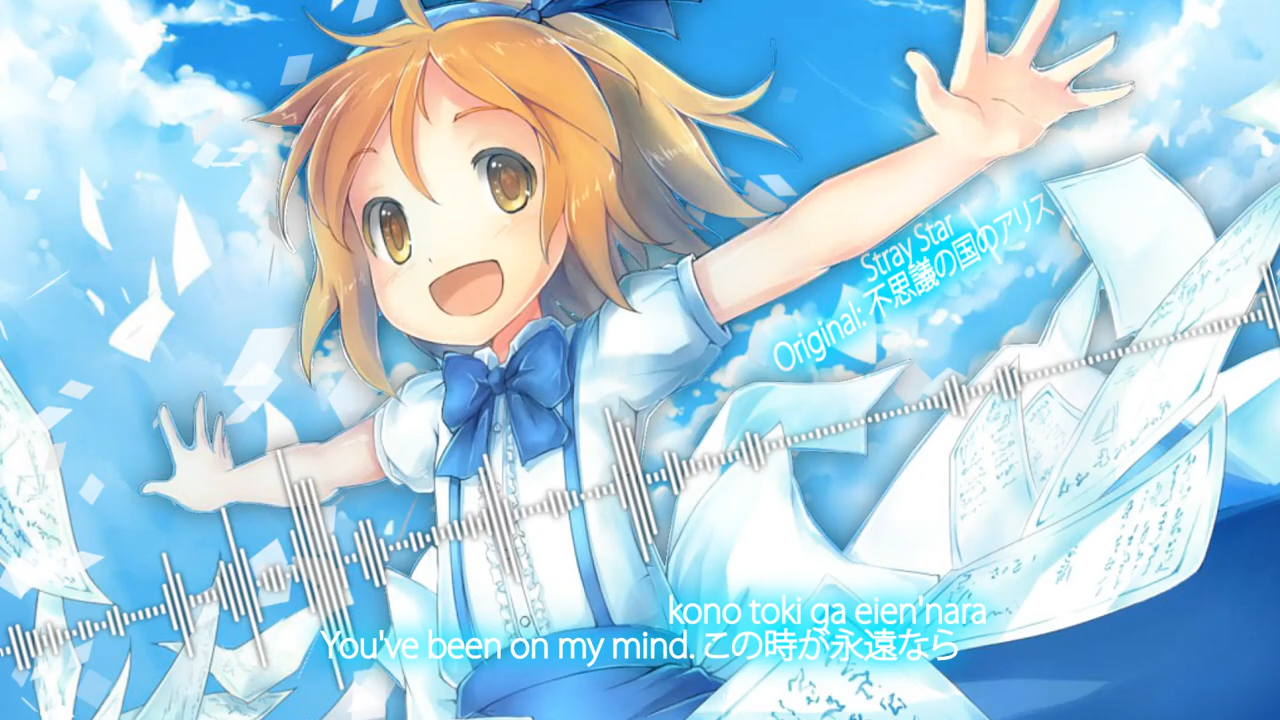 Stray Star
Original: 不思議の国のアリス
kono toki ga eien'nara
You've been on my mind. この時が永遠なら